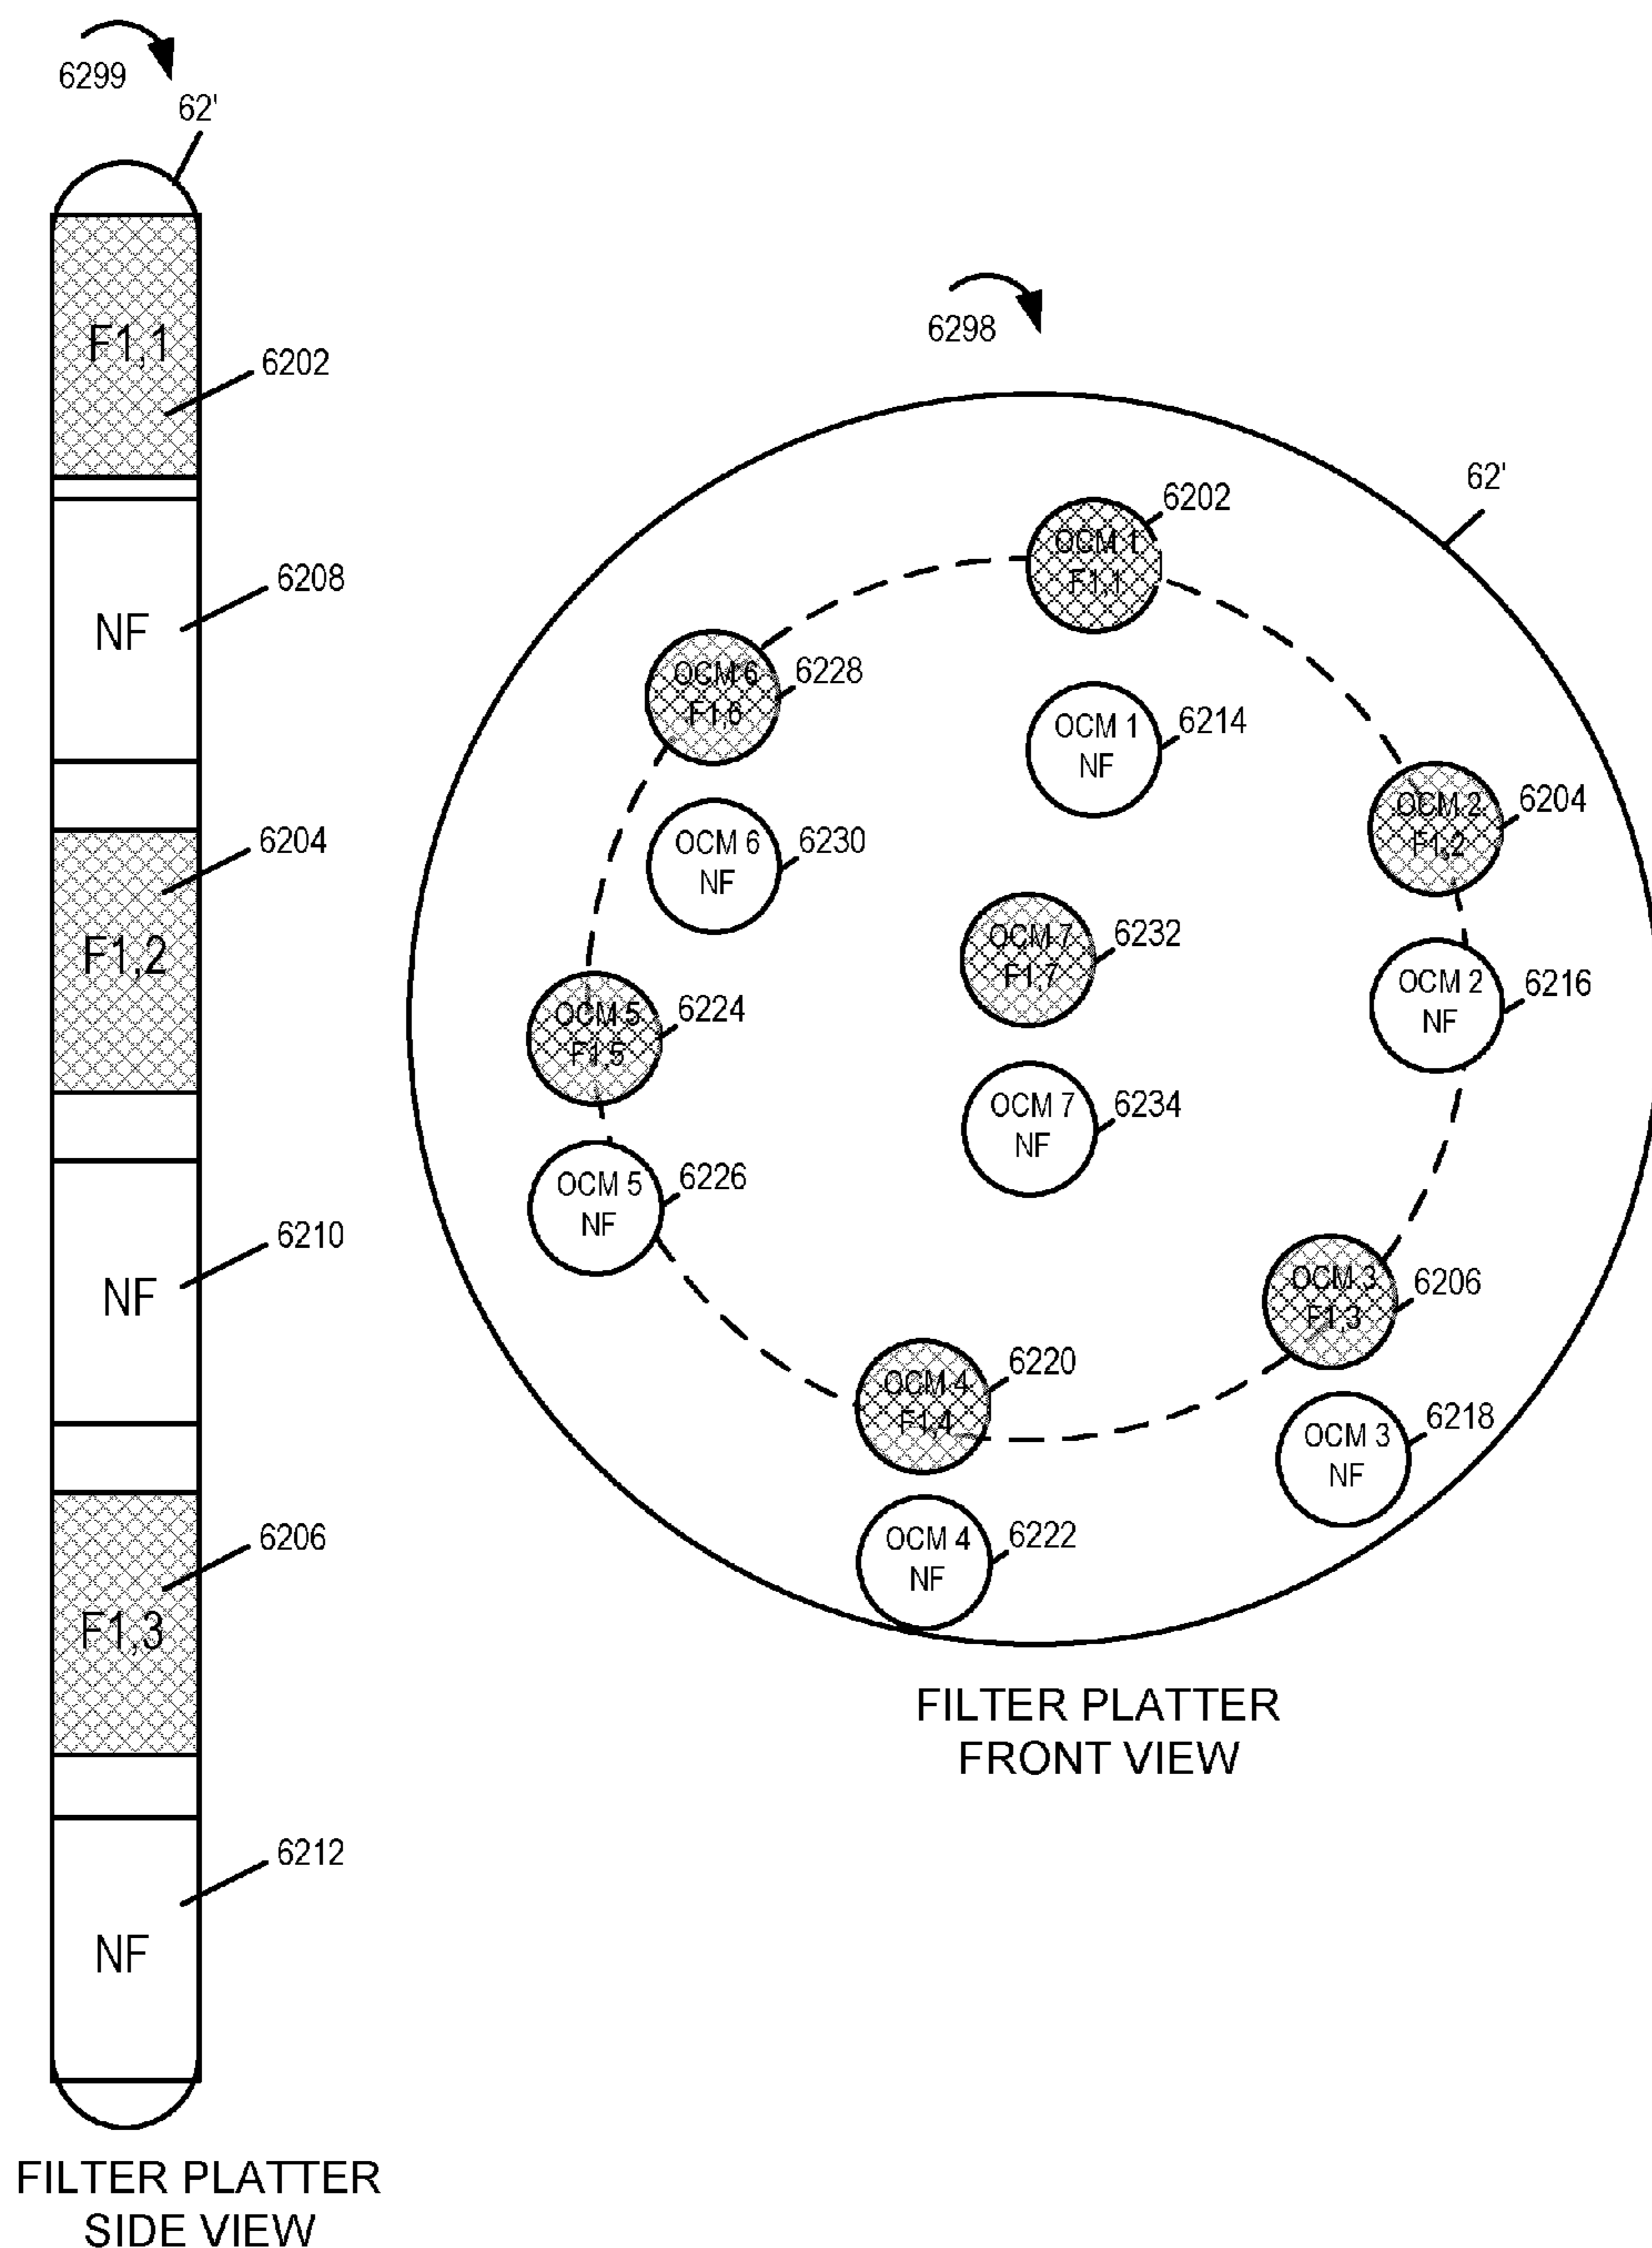 6299
62'
F1,1
6202
6208
NF
6204
F1,2
6210
NF
6206
F1,3
6212
NF
FILTER PLATTER
SIDE VIEW
6298
62'
6202
OCM 1
F1,1
OCM 6
6228
F1,6
OCM 1
6214
NF
OCM 2
6204
F1,2
OCM 6
6230
NF
OCM 7
6232
F1,7
OCM 2
6216
NF
OCM 5
6224
F1,5
OCM 7
6234
NF
OCM 5
6226
NF
OCM 3
6206
F1,3
OCM 4
6220
F1,4
OCM 3
6218
NF
OCM 4
6222
NF
FILTER PLATTER
FRONT VIEW